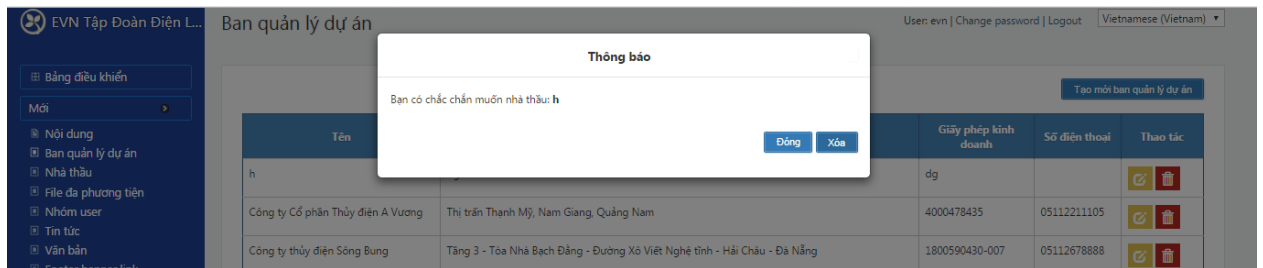 EVN Tập Đoàn Điện L...
Ban quản lý dự án
User: evn | Change password | Logout
Vietnamese (Vietnam)
Thông báo
Bạn có chắc chắn muốn nhà thầu: h
Đóng
Xóa
Bảng điều khiển
Mới
Nội dung
Ban quản lý dự án
Nhà thầu
File đa phương tiện
Nhóm user
Tin tức
Văn bản
Tạo mới ban quản lý dự án
Tên
Giấy phép kinh doanh
Số điện thoại
Thao tác
h
dg
Công ty Cổ phần Thủy điện A Vương
Thị trấn Thạnh Mỹ, Nam Giang, Quảng Nam
4000478435
05112211105
Công ty thủy điện Sông Bung
Tầng 3 - Tòa Nhà Bạch Đằng - Đường Xô Viết Nghệ tĩnh - Hải Châu - Đà Nẵng
1800590430-007
05112678888